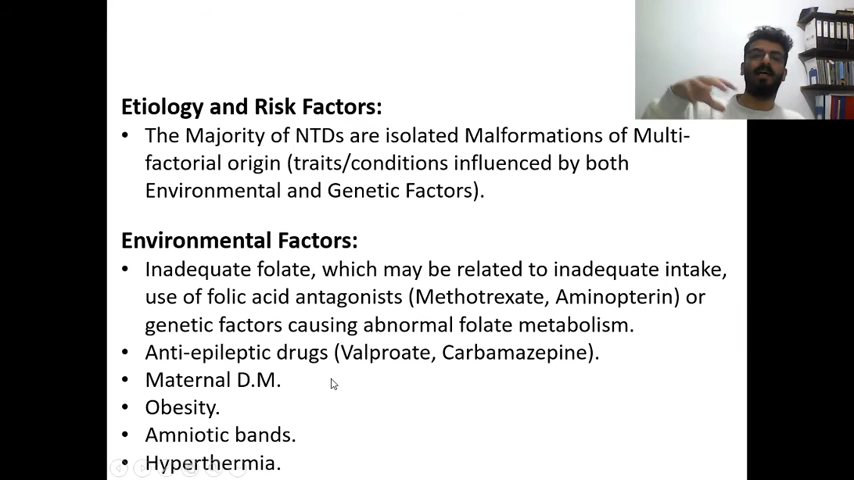 Etiology and Risk Factors:
• The Majority of NTDs are isolated Malformations of Multi-
factorial origin (traits/conditions influenced by both
Environmental and Genetic Factors).
Environmental Factors:
• Inadequate folate, which may be related to inadequate intake,
use of folic acid antagonists (Methotrexate, Aminopterin) or
genetic factors causing abnormal folate metabolism.
• Anti-epileptic drugs (Valproate, Carbamazepine).
• Maternal D.M.
• Obesity.
• Amniotic bands.
• Hyperthermia.